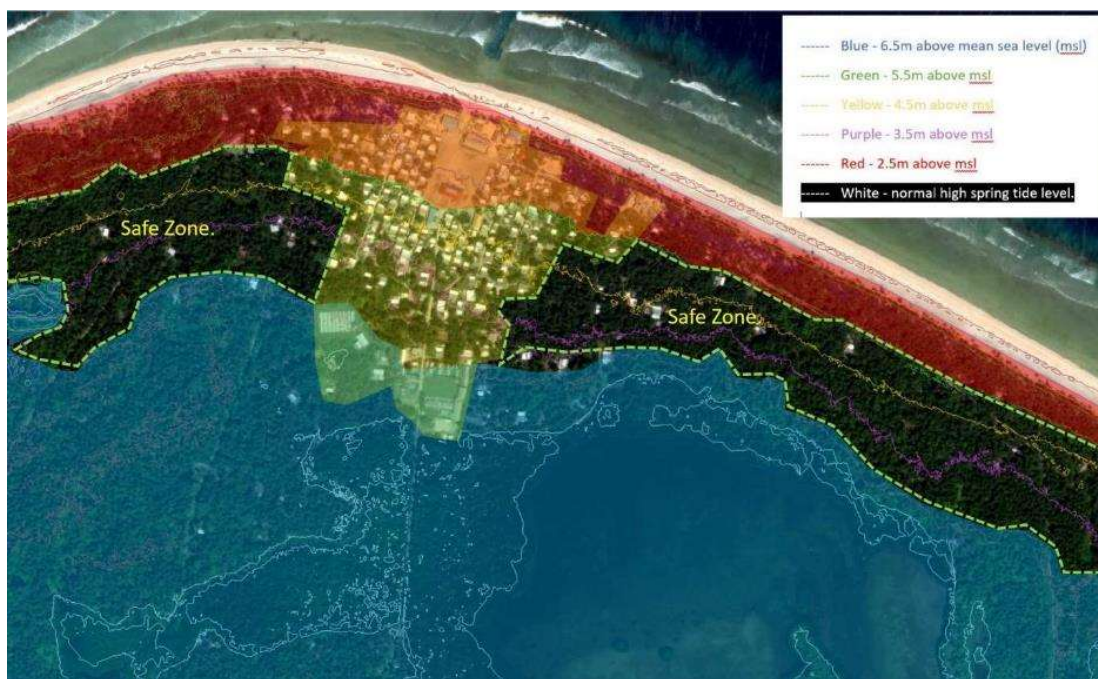 ------ Blue - 6.5m above mean sea level (msl)
------ Green - 5.5m above msl
------ Yellow - 4.5m above msl
------ Purple - 3.5m above msl
------ Red - 2.5m above msl
------ White - normal high spring tide level.
Safe Zone.
Safe Zone.